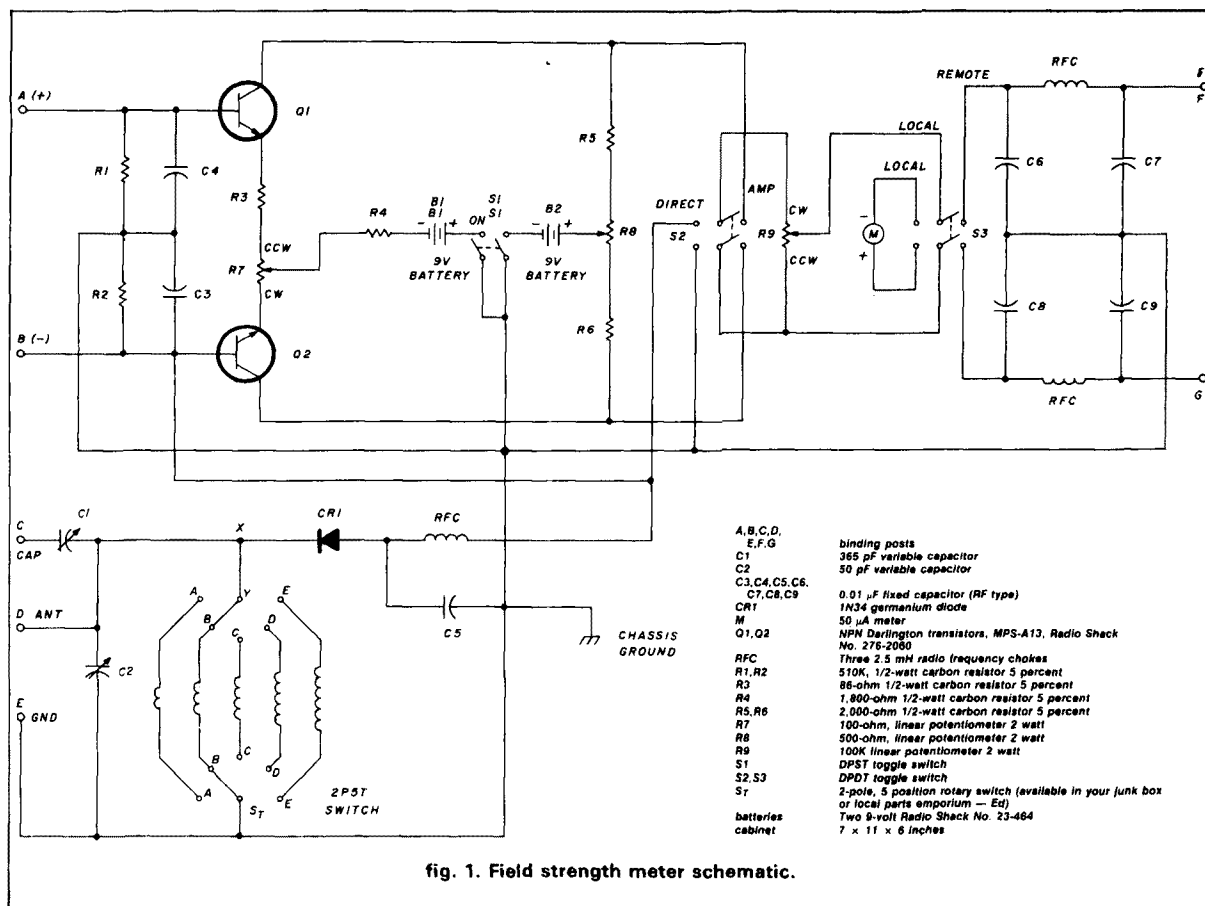 A (+)
Q1
R1
C4
R3
R2
C3
CCW
R7
CW
B (-)
Q2
R4
B1
B1
- +
9V
BATTERY
S1
S1
ON
B2
- +
9V
BATTERY
R5
R8
R6
DIRECT
S2
AMP
CW
R9
CCW
LOCAL
LOCAL
-
M
+
REMOTE
S3
RFC
F
C6
C7
C8
C9
RFC
G
C
CAP
C1
X
CR1
RFC
D ANT
C2
E GND
A
Y
E
B
C
D
B
C
D
A
ST
E
2P5T
SWITCH
C5
CHASSIS
GROUND
A,B,C,D,
E,F,G binding posts
C1 365 pF variable capacitor
C2 50 pF variable capacitor
C3,C4,C5,C6,
C7,C8,C9 0.01 µF fixed capacitor (RF type)
CR1 1N34 germanium diode
M 50 µA meter
Q1,Q2 NPN Darlington transistors, MPS-A13, Radio Shack
No. 276-2060
RFC Three 2.5 mH radio frequency chokes
R1,R2 510K, 1/2-watt carbon resistor 5 percent
R3 86-ohm 1/2-watt carbon resistor 5 percent
R4 1,800-ohm 1/2-watt carbon resistor 5 percent
R5,R6 2,000-ohm 1/2-watt carbon resistor 5 percent
R7 100-ohm, linear potentiometer 2 watt
R8 500-ohm, linear potentiometer 2 watt
R9 100K linear potentiometer 2 watt
S1 DPST toggle switch
S2,S3 DPDT toggle switch
ST 2-pole, 5 position rotary switch (available in your junk box
or local parts emporium — Ed)
batteries Two 9-volt Radio Shack No. 23-464
cabinet 7 × 11 × 6 inches
fig. 1. Field strength meter schematic.